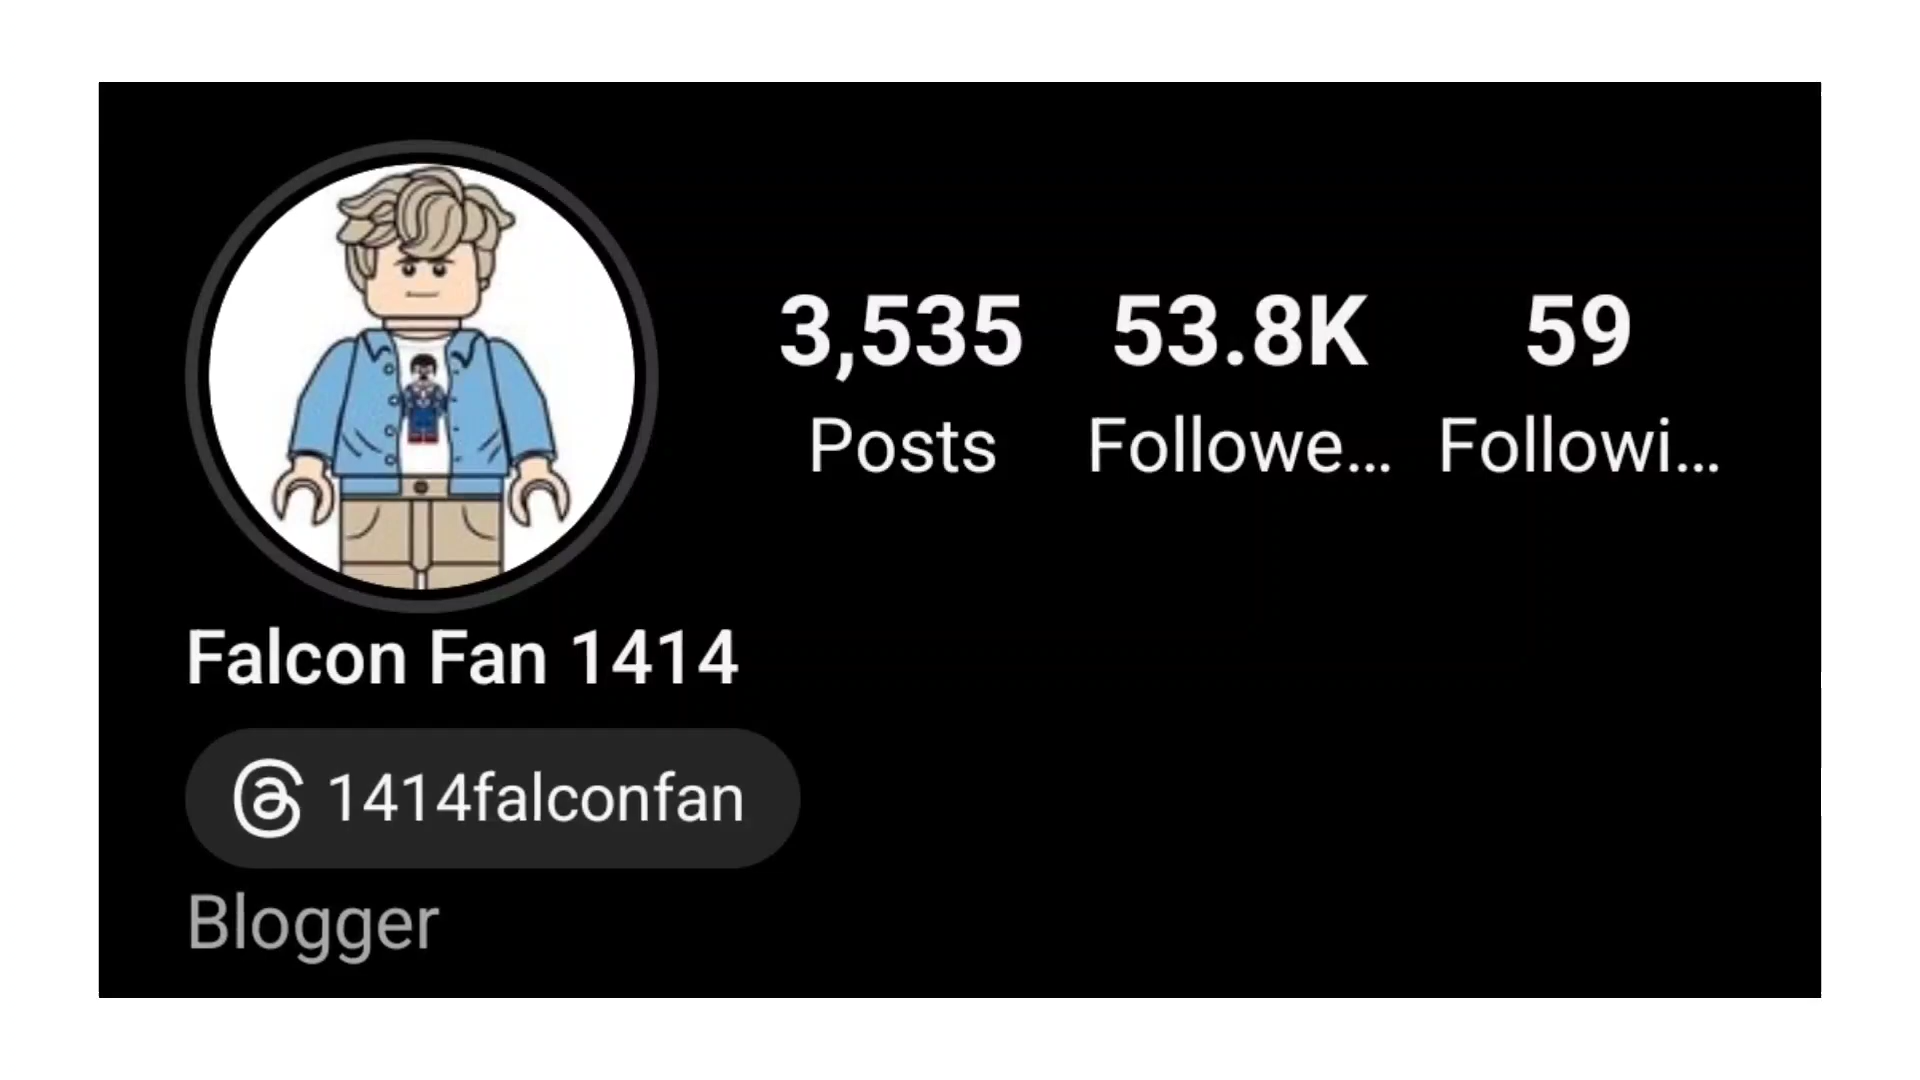 3,535 53.8K 59
Posts Followe... Followi...
Falcon Fan 1414
1414falconfan
Blogger